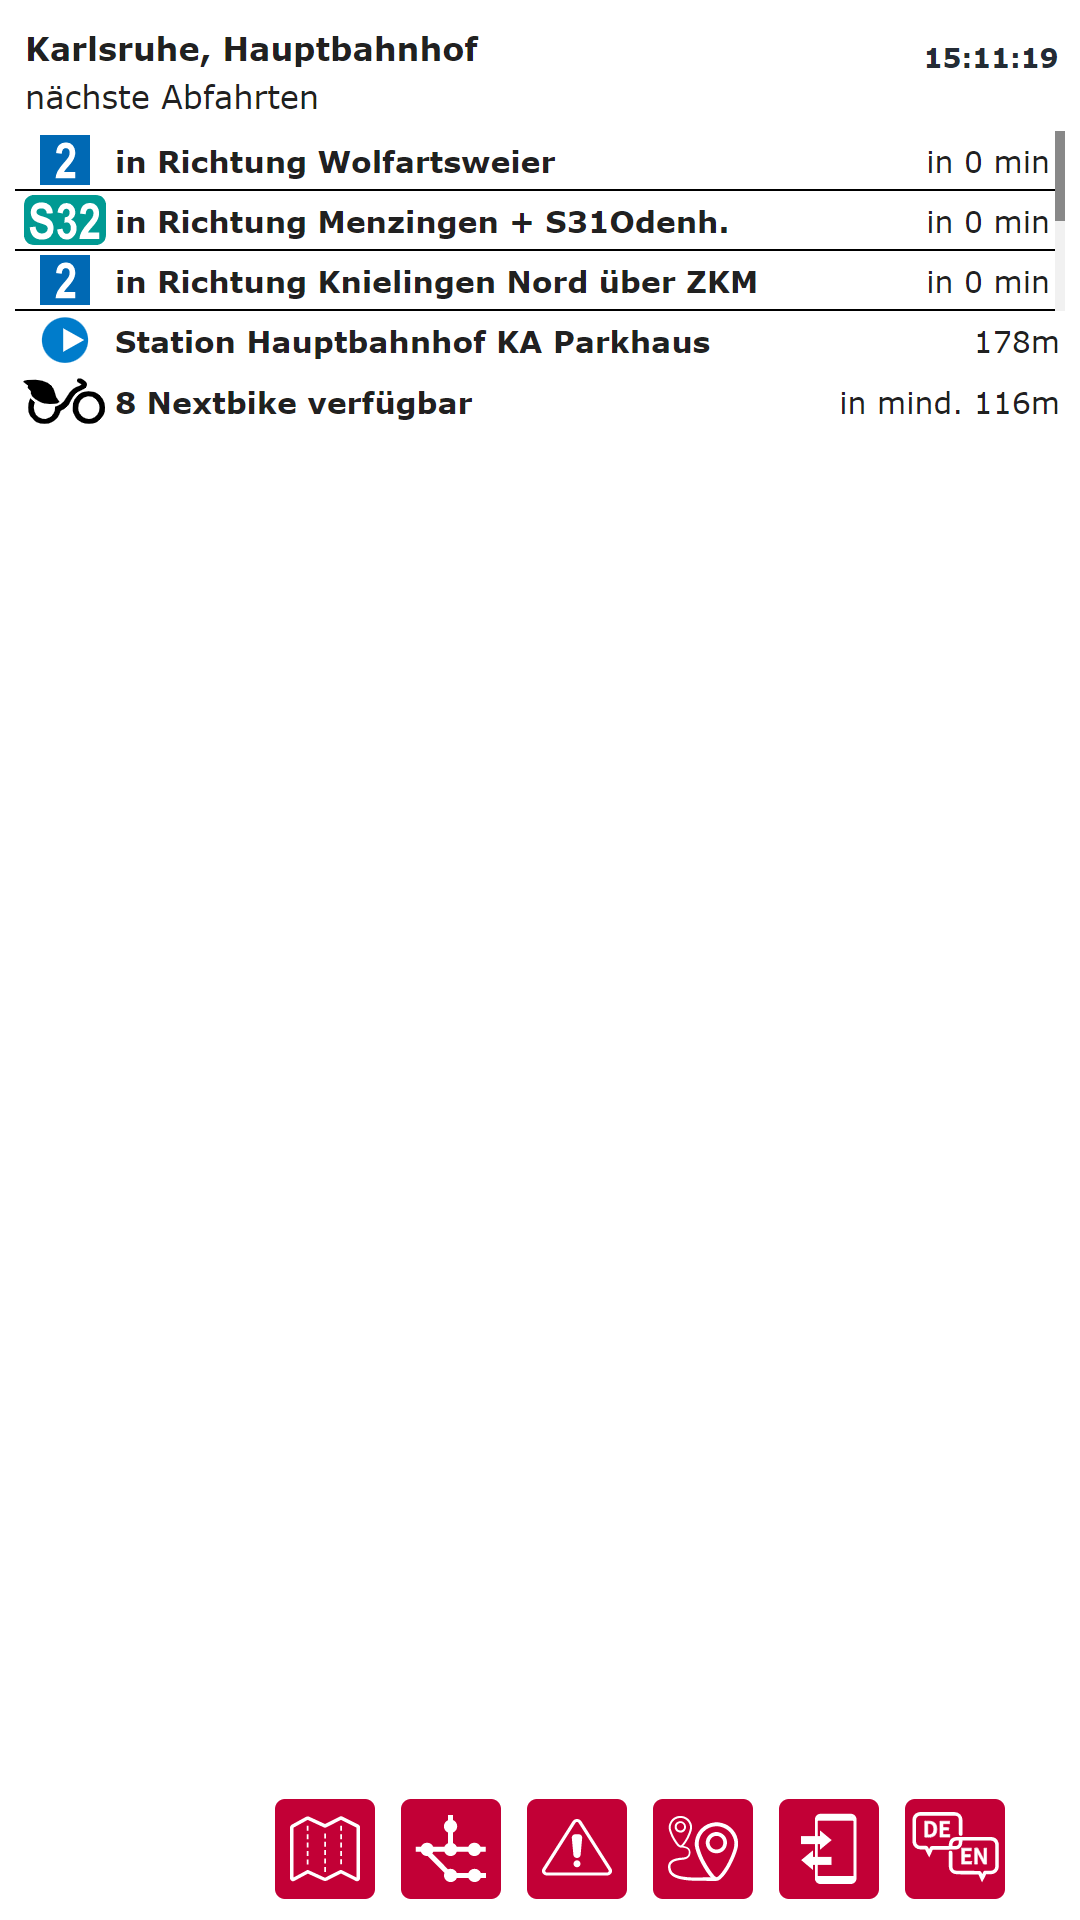 Karlsruhe, Hauptbahnhof 15:11:19
nächste Abfahrten
2 in Richtung Wolfartsweier in 0 min
S32 in Richtung Menzingen + S31Odenh. in 0 min
2 in Richtung Knielingen Nord über ZKM in 0 min
Station Hauptbahnhof KA Parkhaus 178m
8 Nextbike verfügbar in mind. 116m
DE
EN